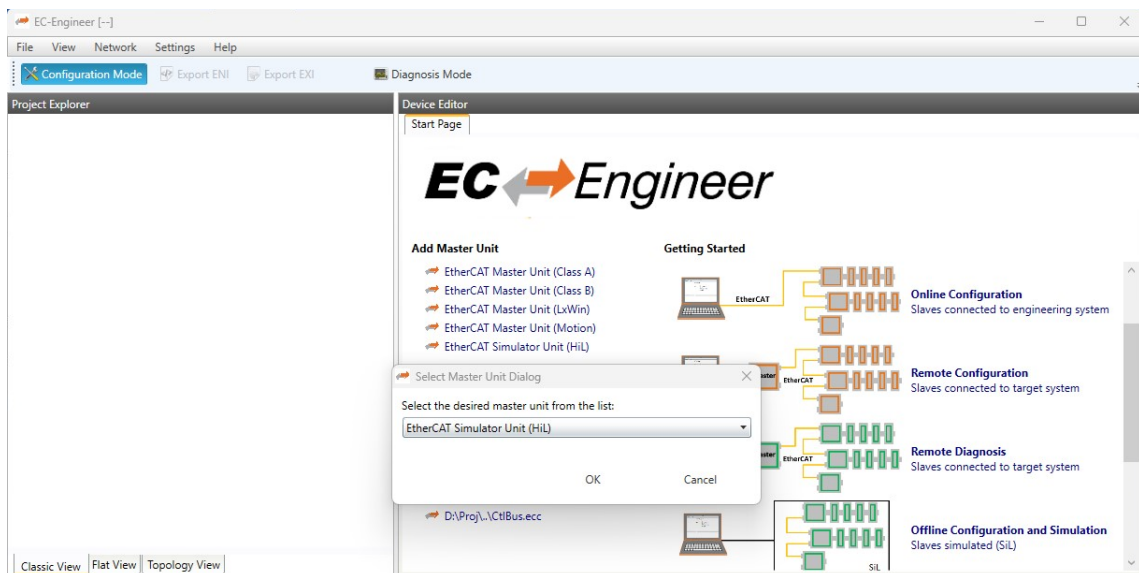 EC-Engineer [--]
File View Network Settings Help
Configuration Mode Export ENI Export EXI Diagnosis Mode
Project Explorer
Device Editor
Start Page
EC Engineer
Add Master Unit
EtherCAT Master Unit (Class A)
EtherCAT Master Unit (Class B)
EtherCAT Master Unit (LxWin)
EtherCAT Master Unit (Motion)
EtherCAT Simulator Unit (HiL)
Getting Started
EtherCAT
Online Configuration
Slaves connected to engineering system
EtherCAT
Remote Configuration
Slaves connected to target system
EtherCAT
Remote Diagnosis
Slaves connected to target system
Select Master Unit Dialog
Select the desired master unit from the list:
EtherCAT Simulator Unit (HiL)
OK Cancel
D:\Proj\..\CtlBus.ecc
SiL
Offline Configuration and Simulation
Slaves simulated (SiL)
Classic View Flat View Topology View